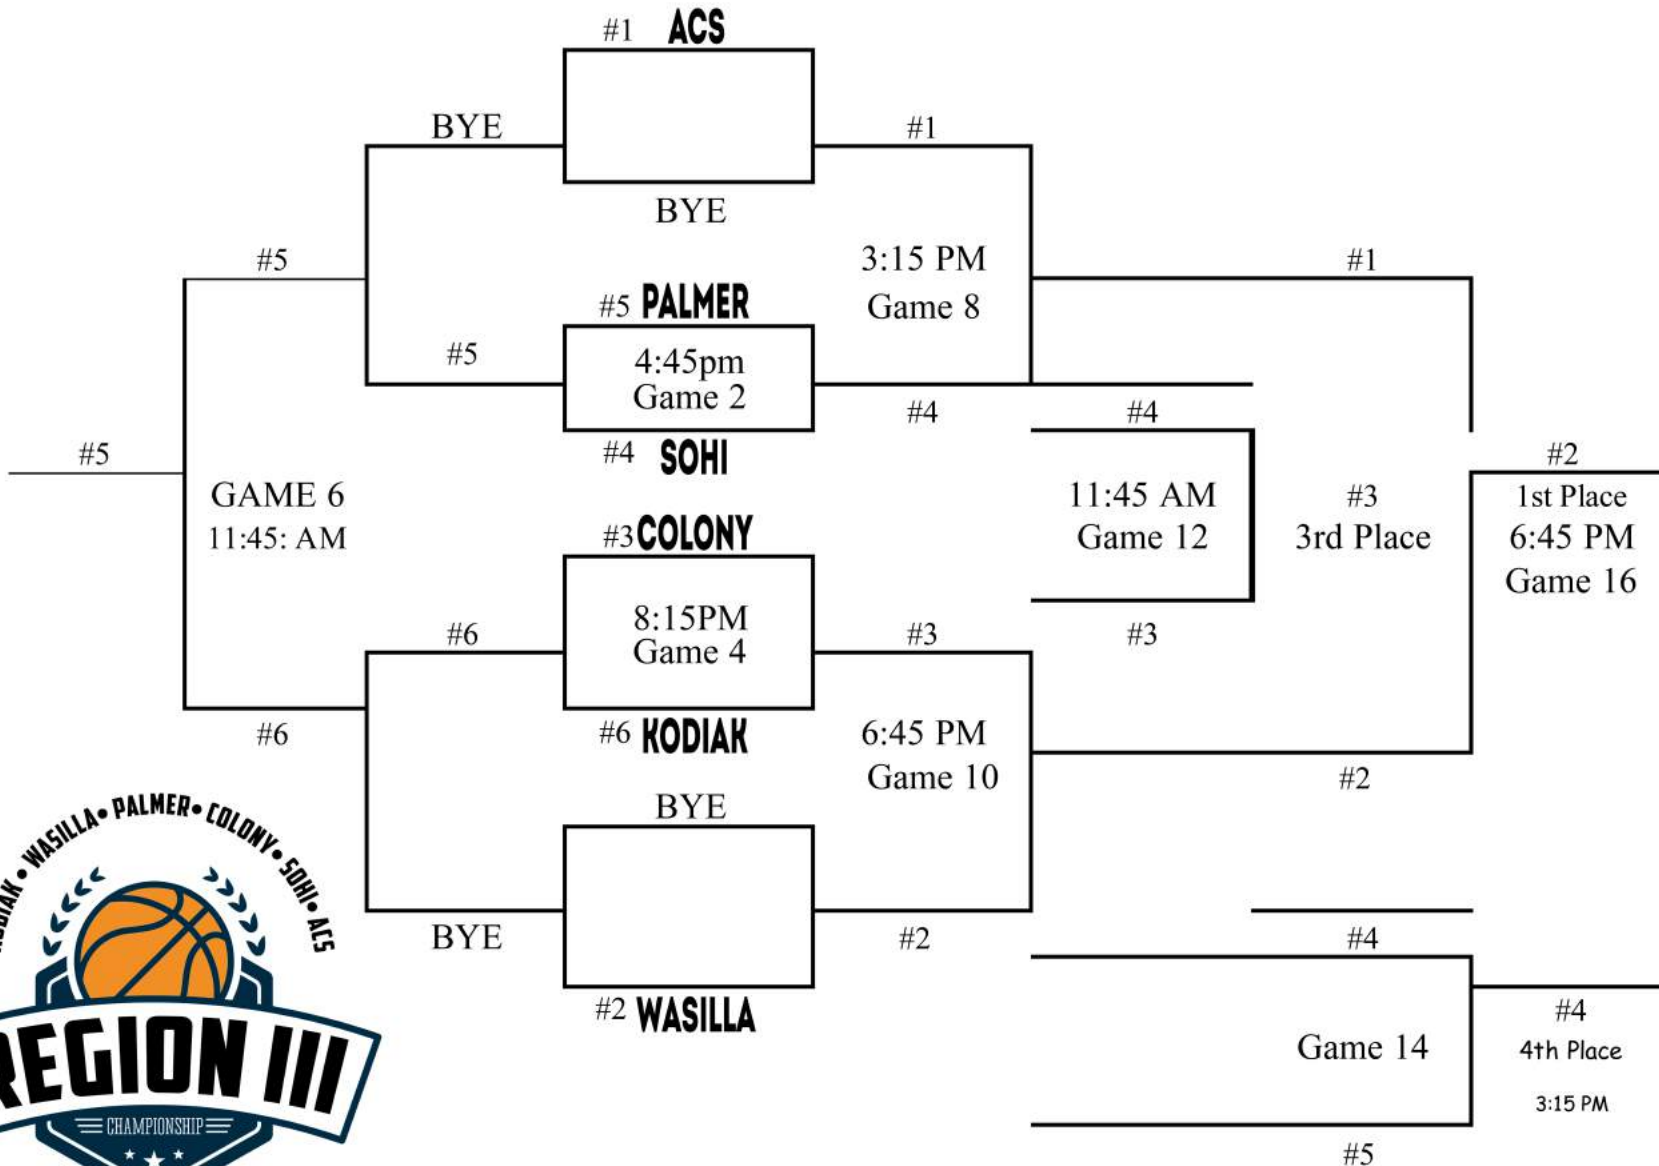 #1 ACS
BYE
#1
BYE
#5
3:15 PM
Game 8
#1
#5 PALMER
#5
4:45pm
Game 2
#4
#4
#4 SOHI
#5
GAME 6
11:45: AM
11:45 AM
Game 12
#3
3rd Place
#2
1st Place
6:45 PM
Game 16
#3 COLONY
#6
8:15PM
Game 4
#3
#3
#6
#6 KODIAK
6:45 PM
Game 10
#2
BYE
BYE
#2
#2 WASILLA
#4
Game 14
#4
4th Place
3:15 PM
#5
KODIAK • WASILLA • PALMER • COLONY • SOHI • ACS
REGION III
CHAMPIONSHIP